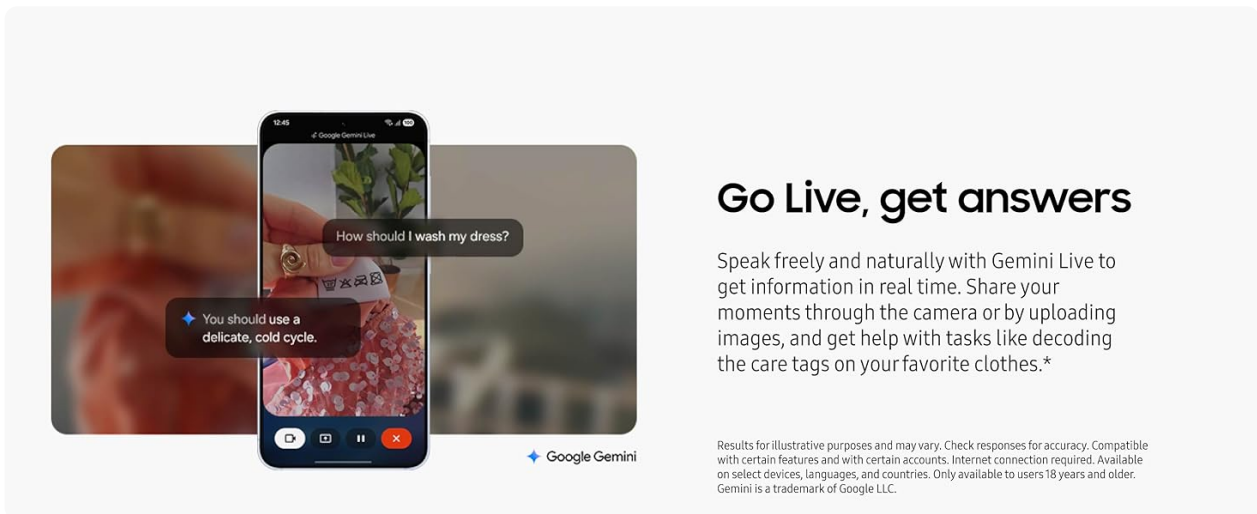 12:45
100
Google Gemini Live
How should I wash my dress?
You should use a
delicate, cold cycle.
Google Gemini
Go Live, get answers
Speak freely and naturally with Gemini Live to
get information in real time. Share your
moments through the camera or by uploading
images, and get help with tasks like decoding
the care tags on your favorite clothes.*
Results for illustrative purposes and may vary. Check responses for accuracy. Compatible
with certain features and with certain accounts. Internet connection required. Available
on select devices, languages, and countries. Only available to users 18 years and older.
Gemini is a trademark of Google LLC.